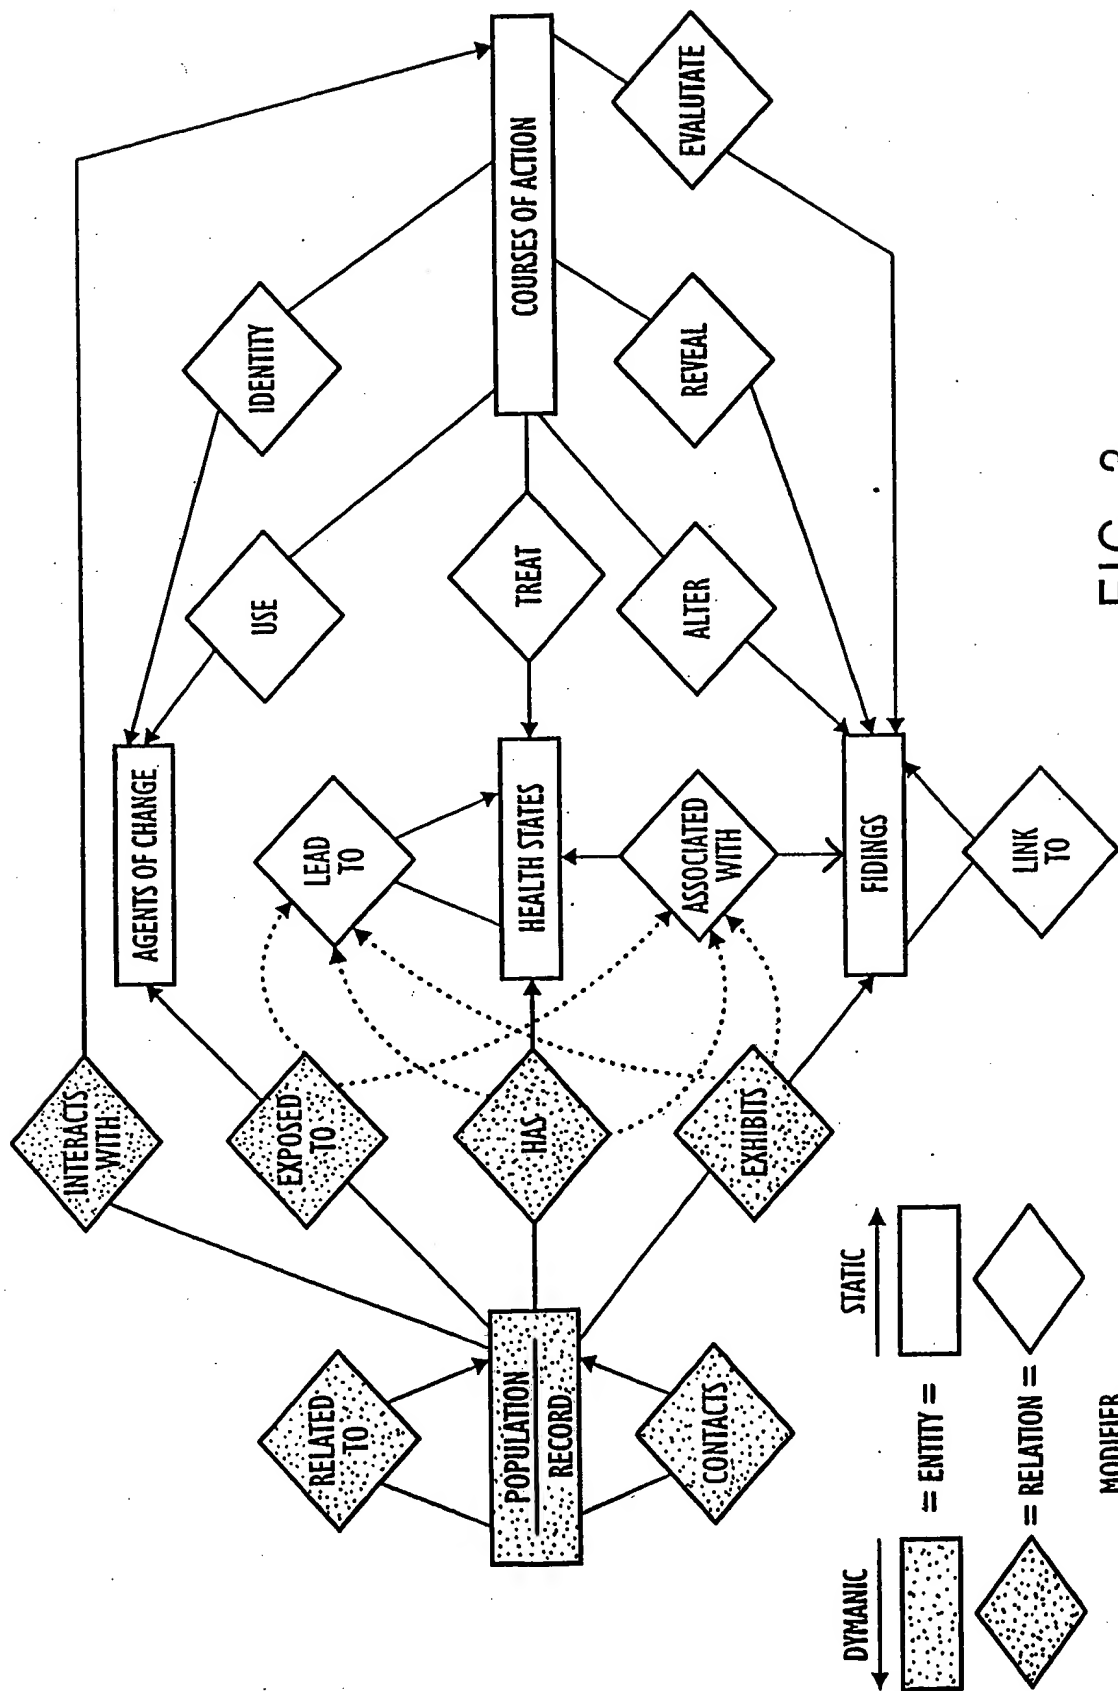 INTERACTS
WITH
RELATED
TO
EXPOSED
TO
AGENTS OF CHANGE
USE
IDENTITY
LEAD
TO
POPULATION
RECORD
HAS
HEALTH STATES
TREAT
COURSES OF ACTION
CONTACTS
EXHIBITS
ASSOCIATED
WITH
ALTER
REVEAL
EVALUTATE
FIDINGS
LINK
TO
DYMANIC
STATIC
= ENTITY =
= RELATION =
MODIFIER
FIG.